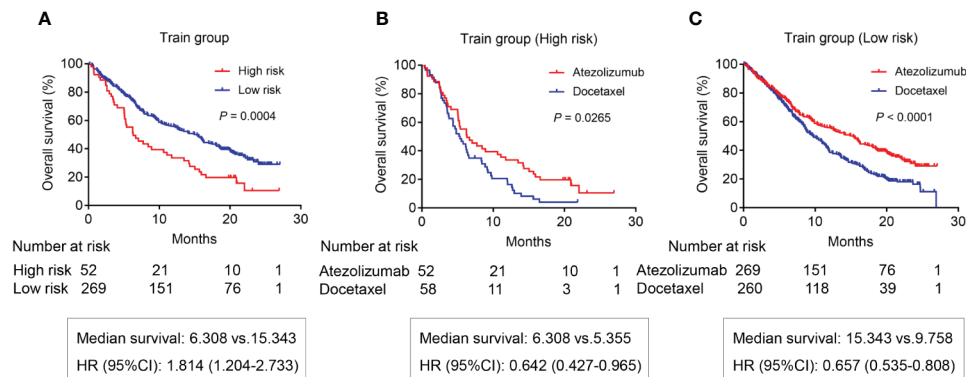 A
Train group
Overall survival (%)
100
80
60
40
20
0
High risk
Low risk
P = 0.0004
0 10 20 30
Months
Number at risk
High risk 52 21 10 1
Low risk 269 151 76 1
Median survival: 6.308 vs.15.343
HR (95%CI): 1.814 (1.204-2.733)
B
Train group (High risk)
Overall survival (%)
100
80
60
40
20
0
Atezolizumab
Docetaxel
P = 0.0265
0 10 20 30
Months
Number at risk
Atezolizumab 52 21 10 1
Docetaxel 58 11 3 1
Median survival: 6.308 vs.5.355
HR (95%CI): 0.642 (0.427-0.965)
C
Train group (Low risk)
Overall survival (%)
100
80
60
40
20
0
Atezolizumab
Docetaxel
P < 0.0001
0 10 20 30
Months
Number at risk
Atezolizumab 269 151 76 1
Docetaxel 260 118 39 1
Median survival: 15.343 vs.9.758
HR (95%CI): 0.657 (0.535-0.808)